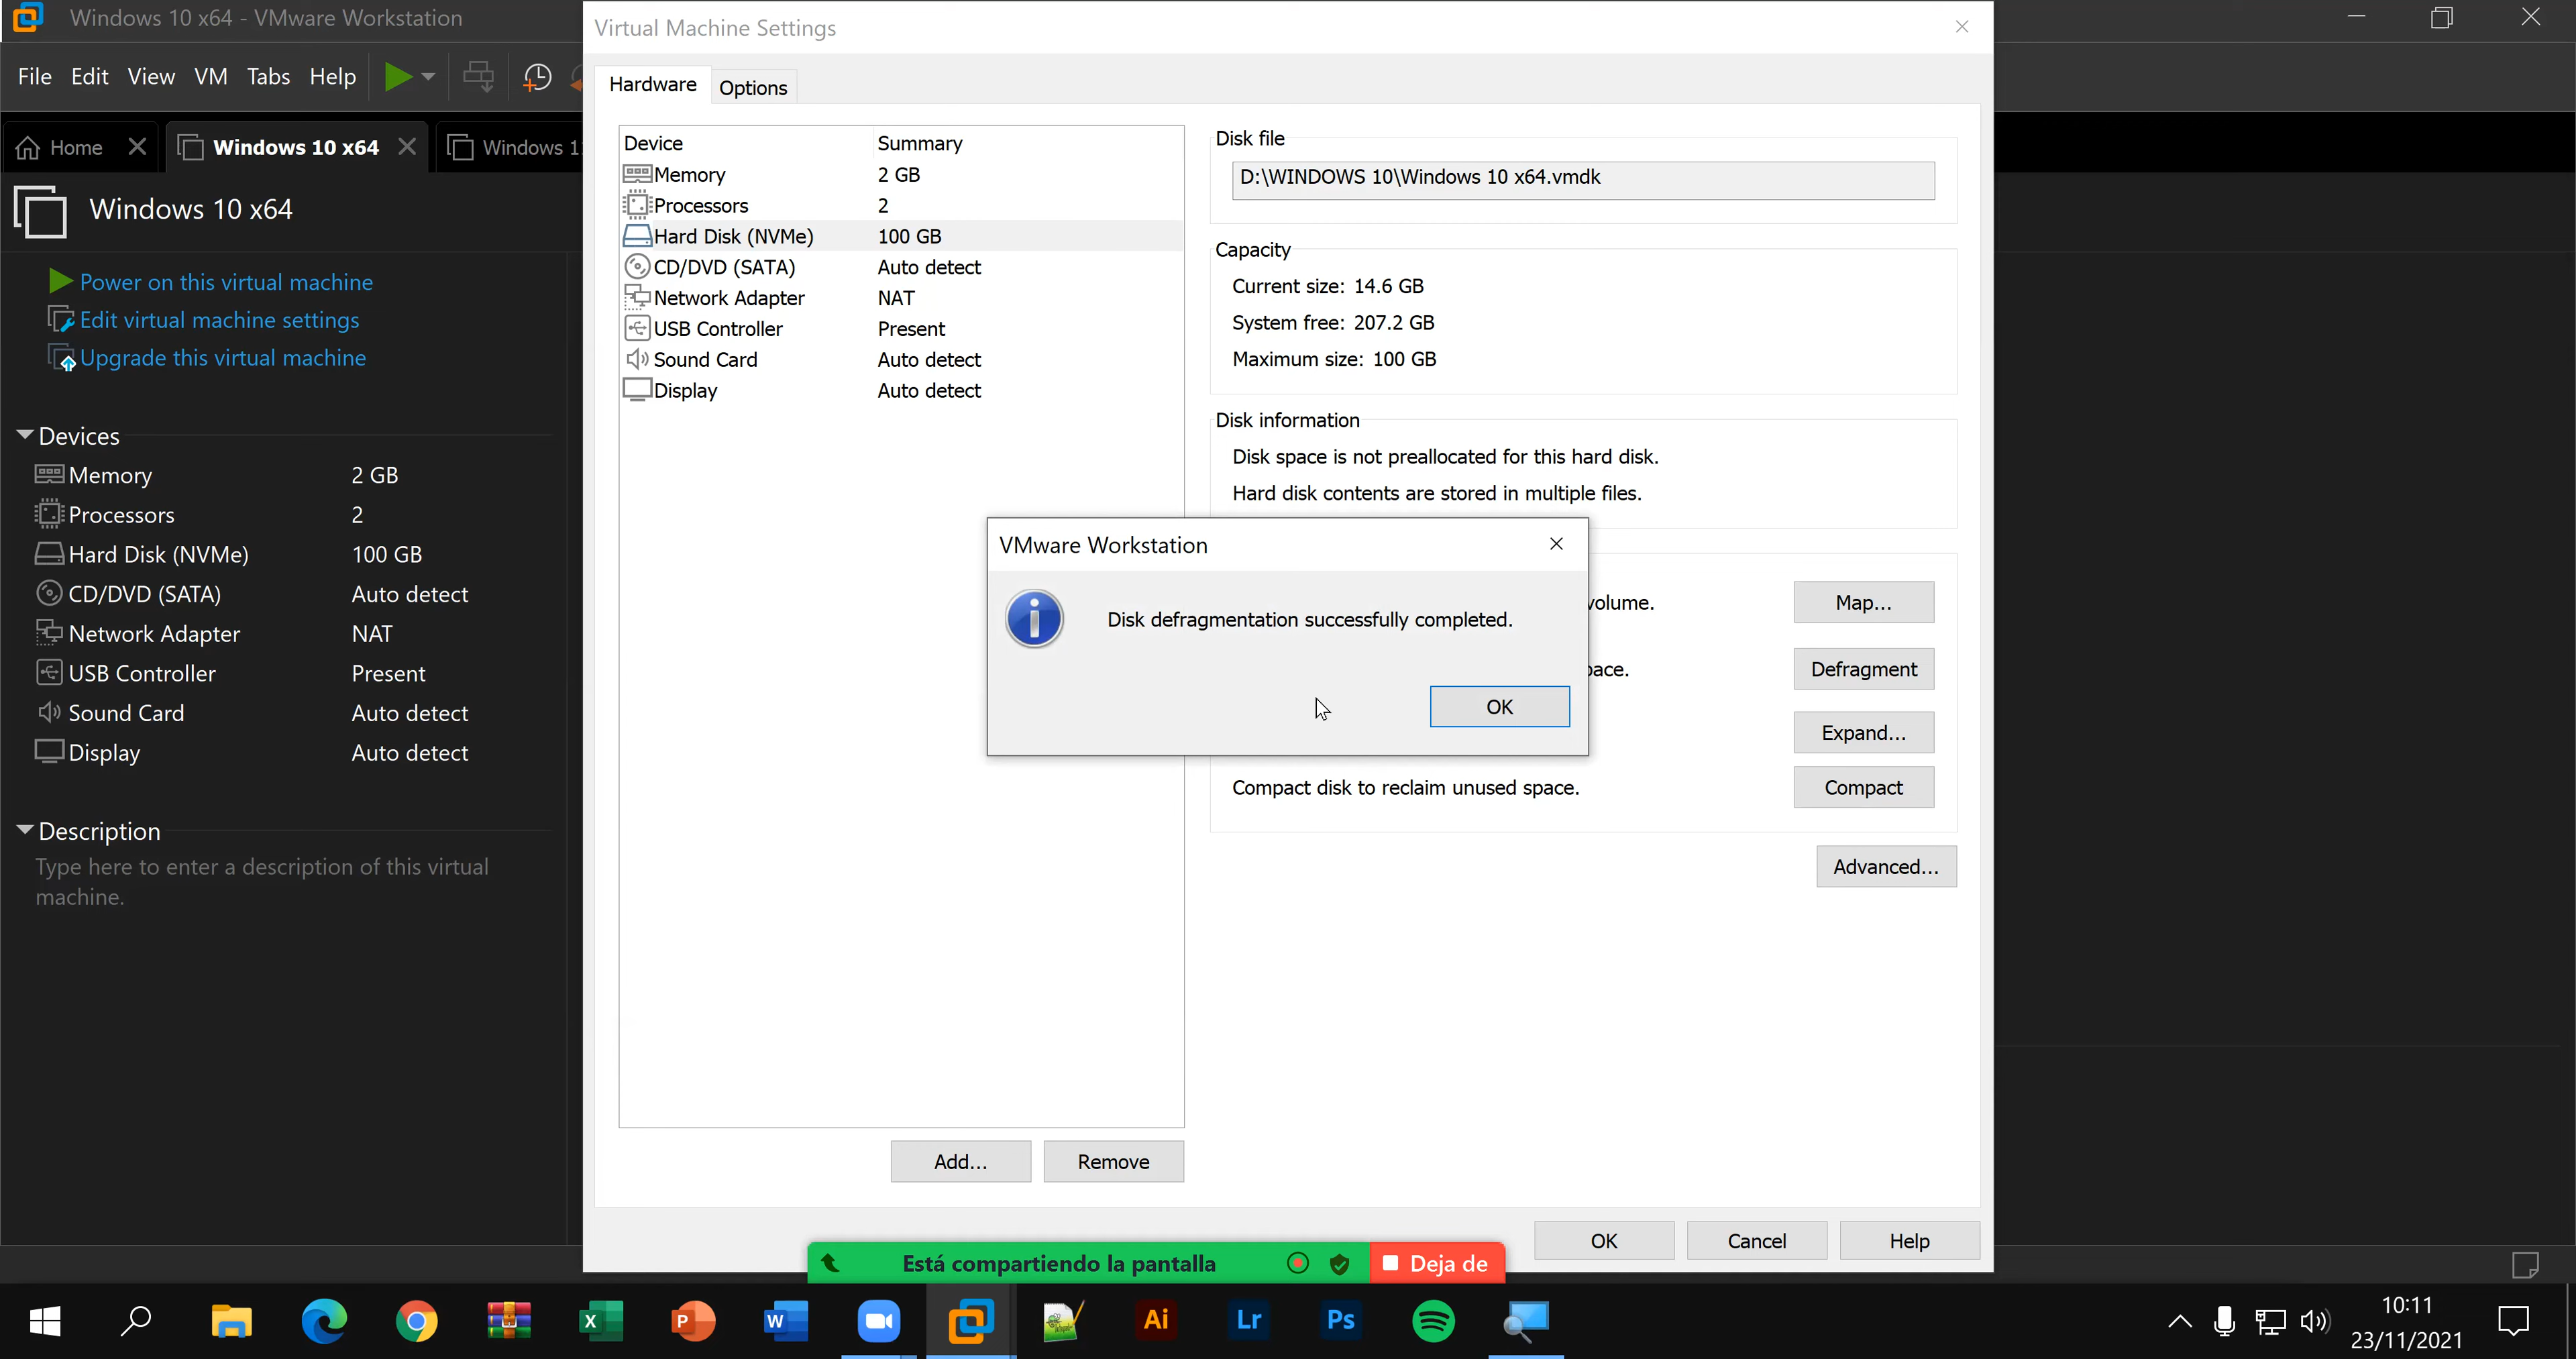 Windows 10 x64 - VMware Workstation
File Edit View VM Tabs Help
Home
Windows 10 x64
Windows 1
Windows 10 x64
Power on this virtual machine
Edit virtual machine settings
Upgrade this virtual machine
Devices
Memory 2 GB
Processors 2
Hard Disk (NVMe) 100 GB
CD/DVD (SATA) Auto detect
Network Adapter NAT
USB Controller Present
Sound Card Auto detect
Display Auto detect
Description
Type here to enter a description of this virtual
machine.
Virtual Machine Settings
Hardware Options
Device Summary
Memory 2 GB
Processors 2
Hard Disk (NVMe) 100 GB
CD/DVD (SATA) Auto detect
Network Adapter NAT
USB Controller Present
Sound Card Auto detect
Display Auto detect
Add...
Remove
Disk file
D:\WINDOWS 10\Windows 10 x64.vmdk
Capacity
Current size: 14.6 GB
System free: 207.2 GB
Maximum size: 100 GB
Disk information
Disk space is not preallocated for this hard disk.
Hard disk contents are stored in multiple files.
volume. Map...
Defragment
Expand...
Compact disk to reclaim unused space. Compact
Advanced...
VMware Workstation
Disk defragmentation successfully completed.
OK
OK Cancel Help
Está compartiendo la pantalla
Deja de
X
P
W
Ai
Lr
Ps
10:11
23/11/2021